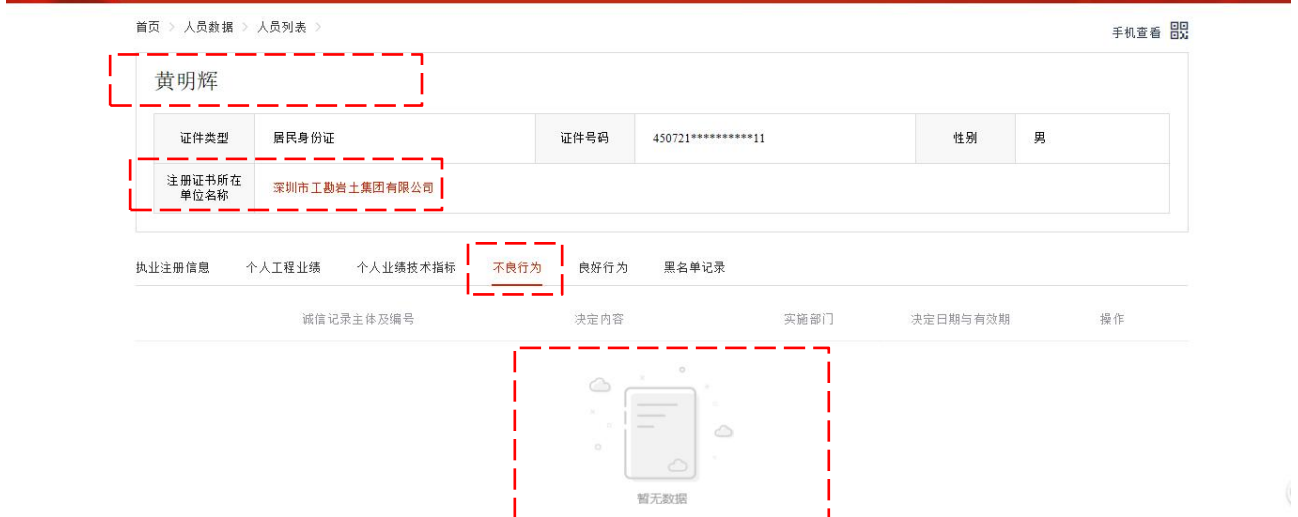 首页 > 人员数据 > 人员列表 >
手机查看
黄明辉
证件类型 居民身份证 证件号码 450721**********11 性别 男
注册证书所在
单位名称
深圳市工勘岩土集团有限公司
执业注册信息 个人工程业绩 个人业绩技术指标 不良行为 良好行为 黑名单记录
诚信记录主体及编号 决定内容 实施部门 决定日期与有效期 操作
暂无数据